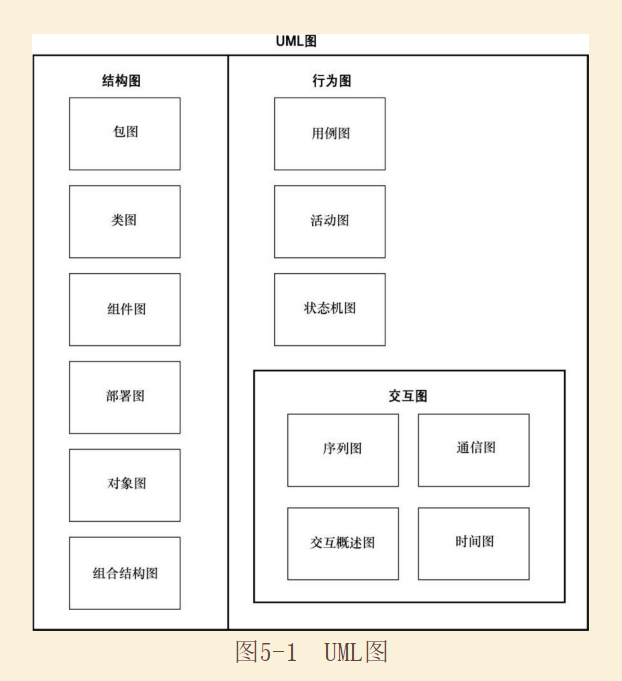 UML图
结构图
包图
类图
组件图
部署图
对象图
组合结构图
行为图
用例图
活动图
状态机图
交互图
序列图
通信图
交互概述图
时间图
图5-1 UML图